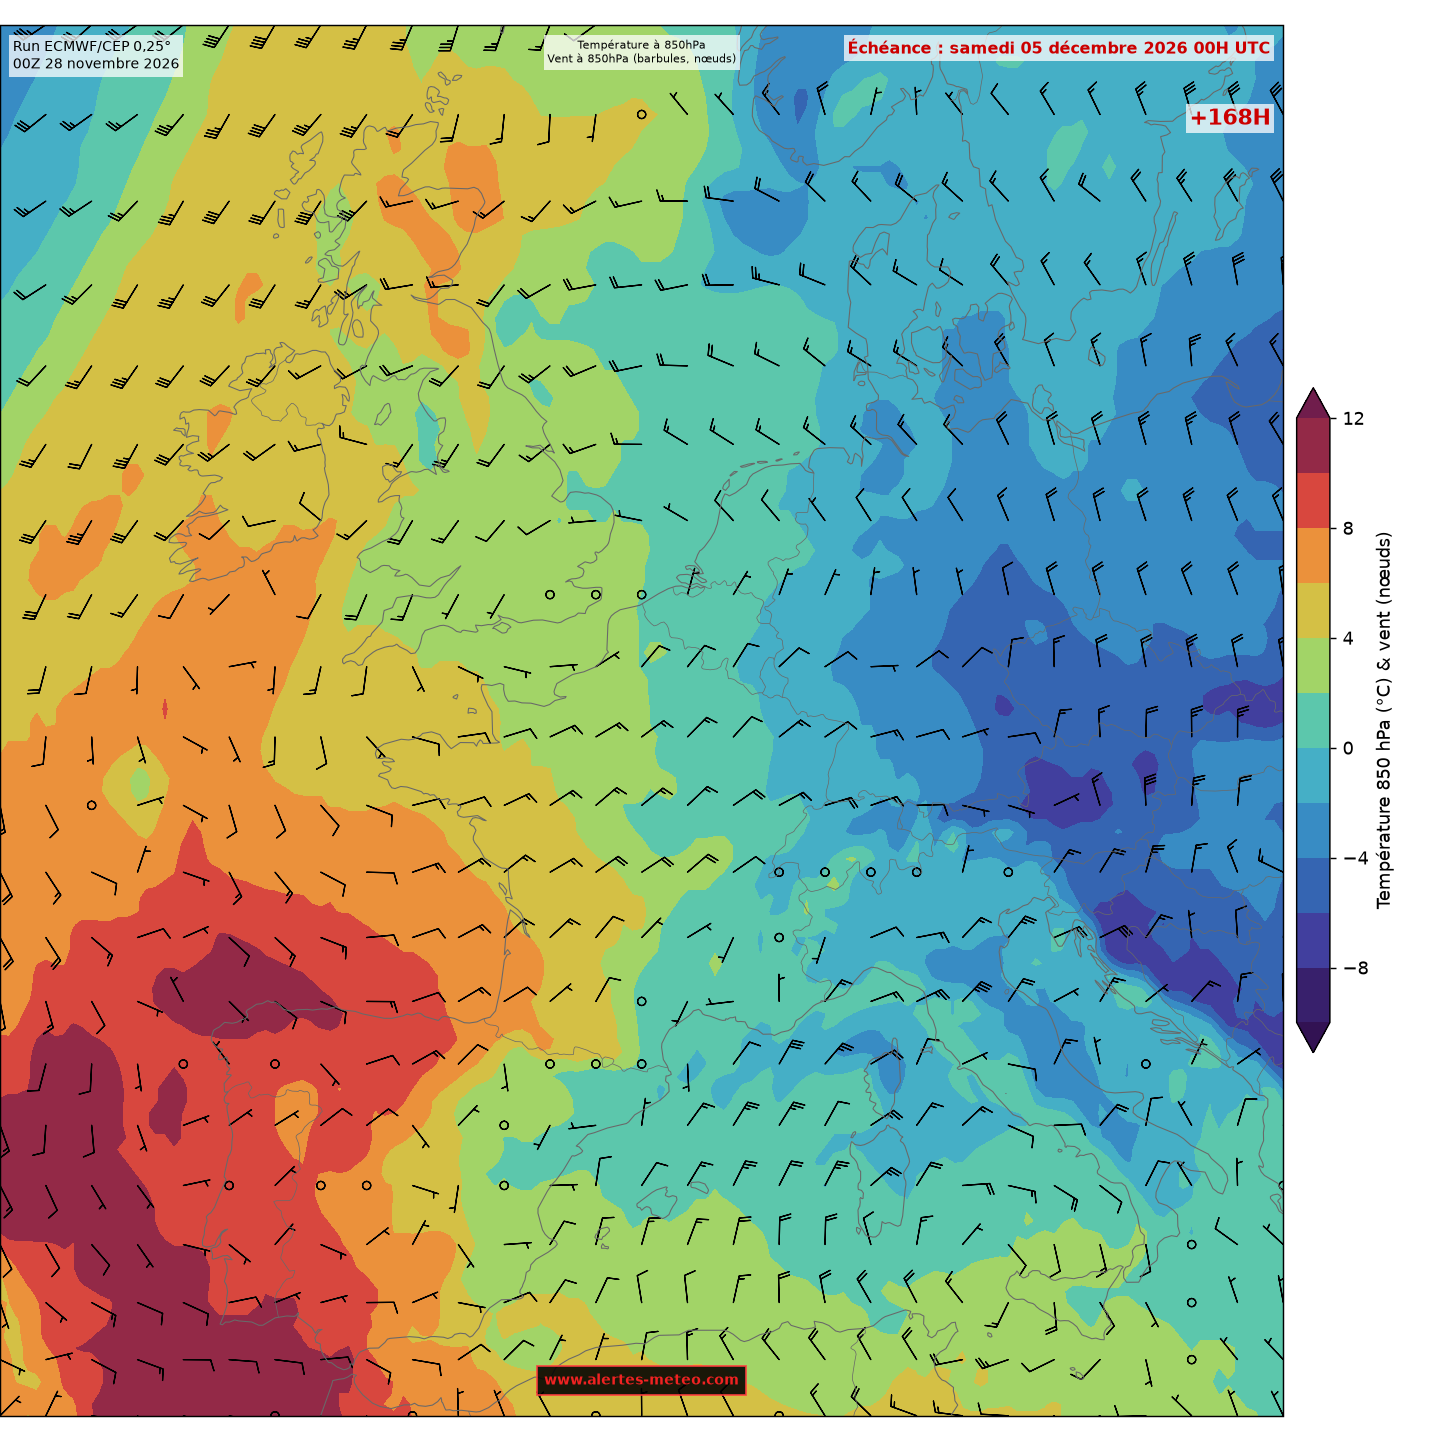 Run ECMWF/CEP 0,25°
00Z 28 novembre 2026
Température à 850hPa
Vent à 850hPa (barbules, nœuds)
Échéance : samedi 05 décembre 2026 00H UTC
+168H
12
8
4
0
−4
−8
Température 850 hPa (°C) & vent (nœuds)
www.alertes-meteo.com